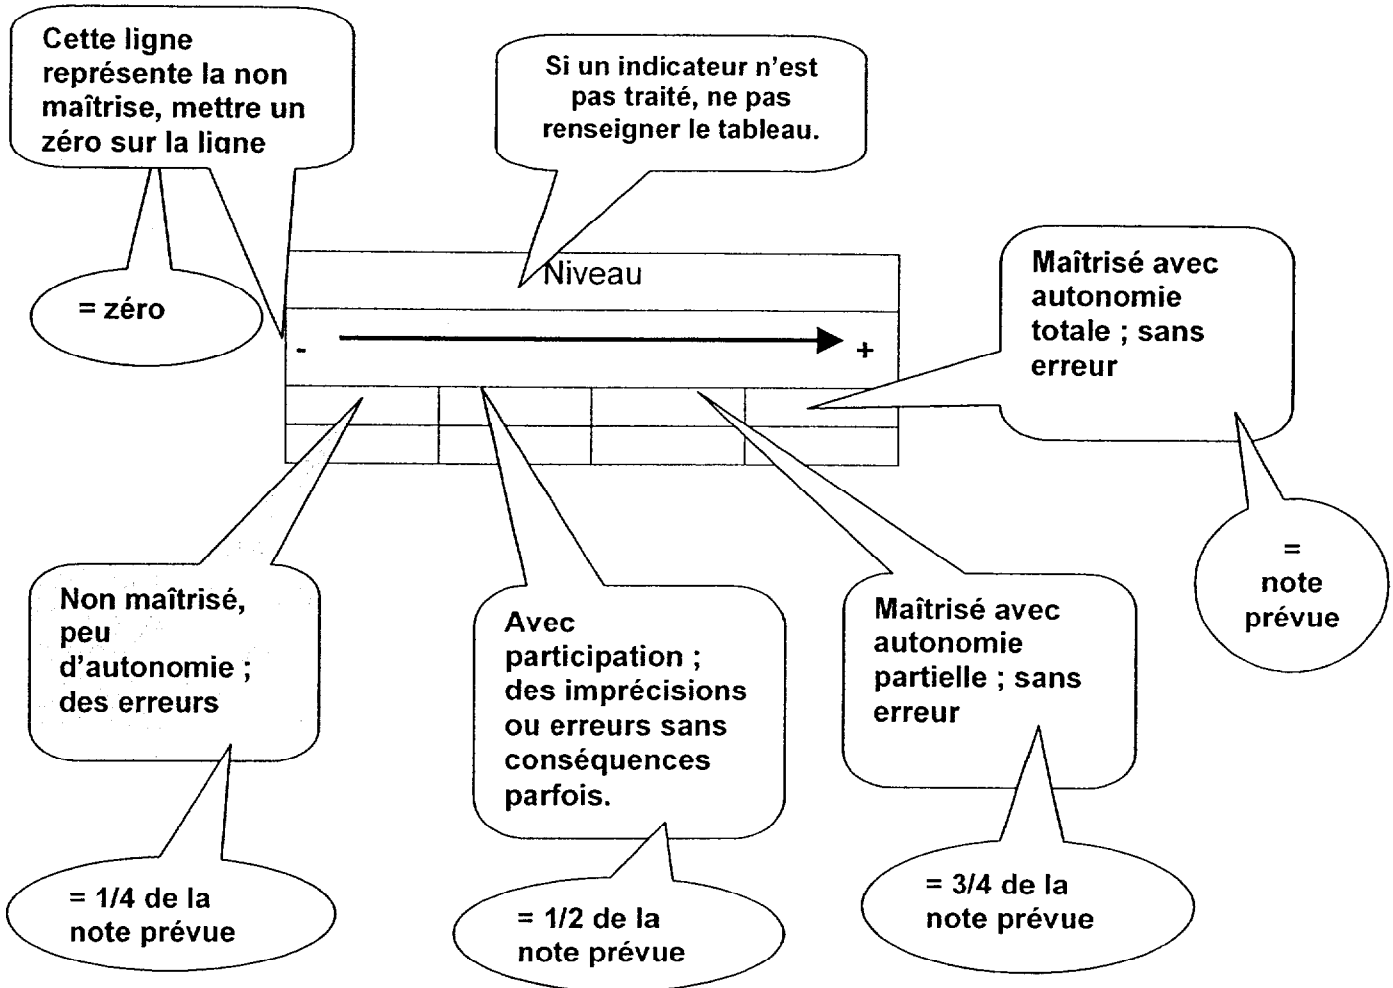 Cette ligne
représente la non
maîtrise, mettre un
zéro sur la ligne
Si un indicateur n'est
pas traité, ne pas
renseigner le tableau.
= zéro
Niveau
- +
Maîtrisé avec
autonomie
totale ; sans
erreur
=
note
prévue
Non maîtrisé,
peu
d'autonomie ;
des erreurs
Avec
participation ;
des imprécisions
ou erreurs sans
conséquences
parfois.
Maîtrisé avec
autonomie
partielle ; sans
erreur
= 1/4 de la
note prévue
= 1/2 de la
note prévue
= 3/4 de la
note prévue